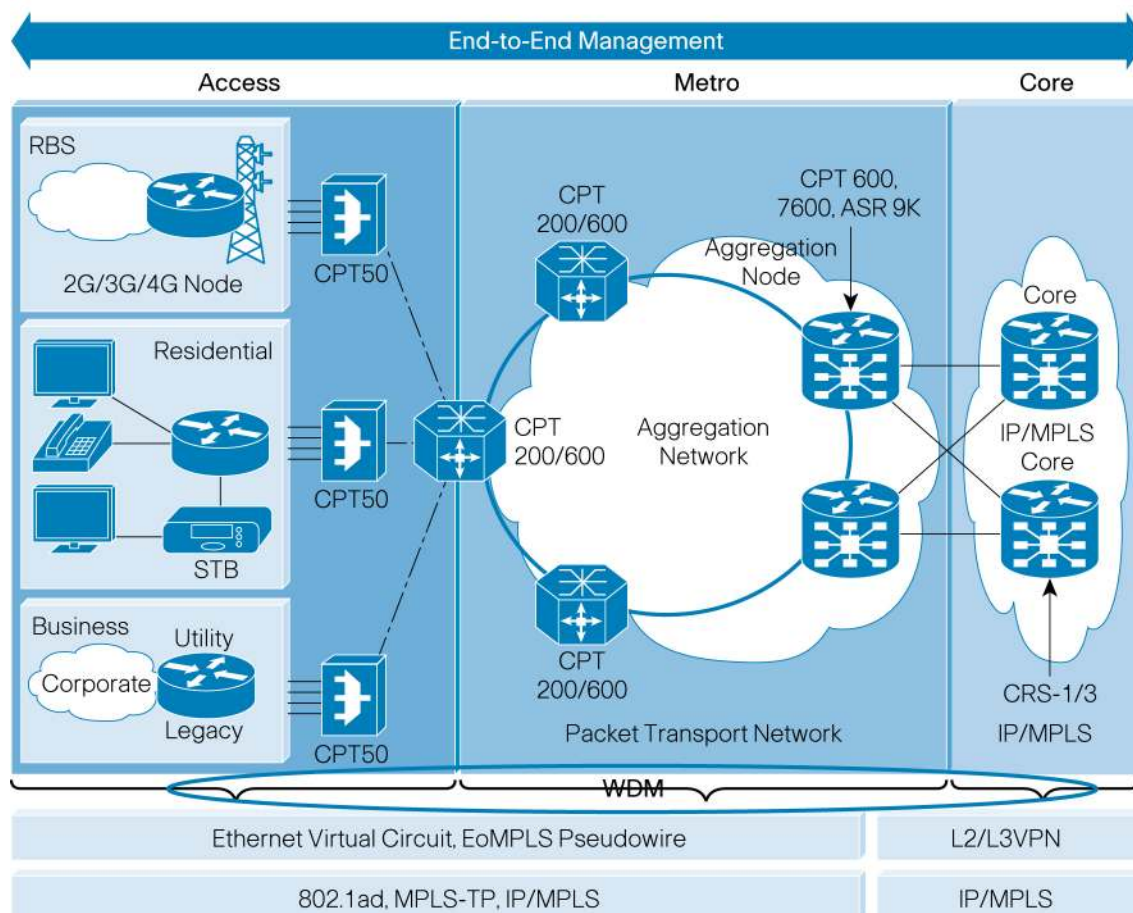 End-to-End Management
Access
Metro
Core
RBS
2G/3G/4G Node
CPT50
Residential
STB
CPT50
Business
Utility
Corporate
Legacy
CPT50
CPT
200/600
CPT
200/600
CPT
200/600
CPT 600,
7600, ASR 9K
Aggregation
Node
Aggregation
Network
Packet Transport Network
Core
IP/MPLS
Core
CRS-1/3
IP/MPLS
WDM
Ethernet Virtual Circuit, EoMPLS Pseudowire
L2/L3VPN
802.1ad, MPLS-TP, IP/MPLS
IP/MPLS